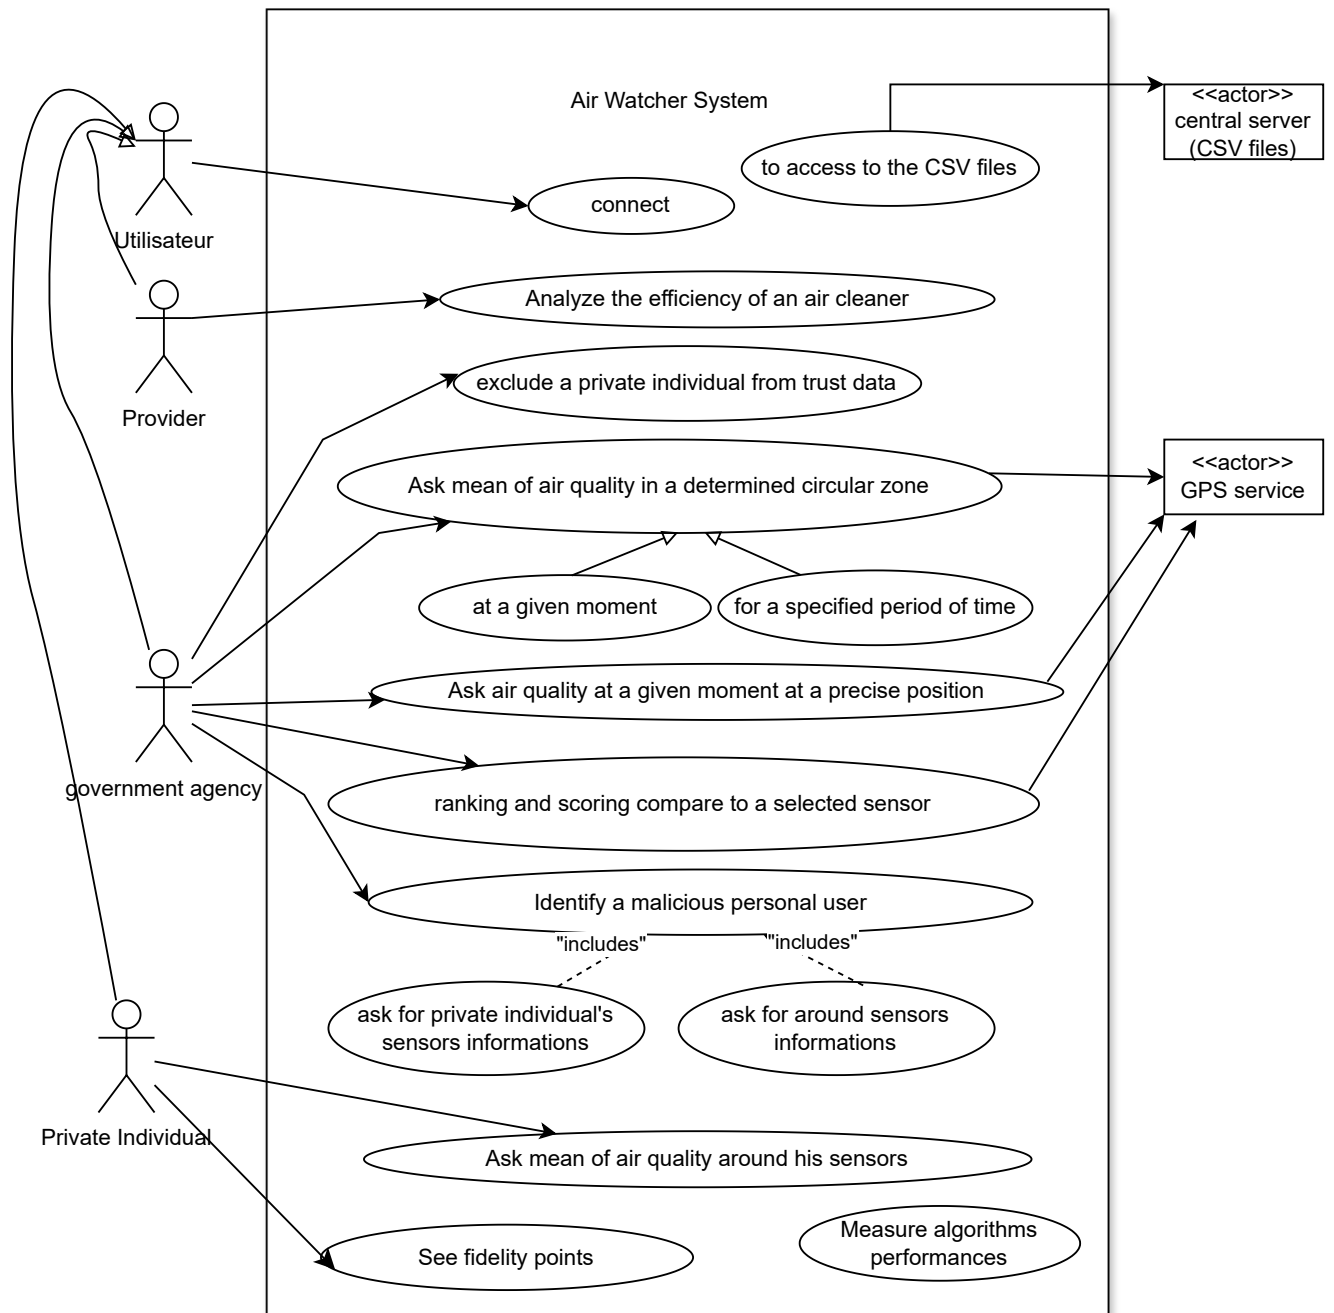 Air Watcher System
<<actor>>
central server
(CSV files)
to access to the CSV files
connect
Utilisateur
Analyze the efficiency of an air cleaner
Provider
exclude a private individual from trust data
Ask mean of air quality in a determined circular zone
<<actor>>
GPS service
at a given moment
for a specified period of time
Ask air quality at a given moment at a precise position
government agency
ranking and scoring compare to a selected sensor
Identify a malicious personal user
"includes"
"includes"
ask for private individual's
sensors informations
ask for around sensors
informations
Private Individual
Ask mean of air quality around his sensors
See fidelity points
Measure algorithms
performances